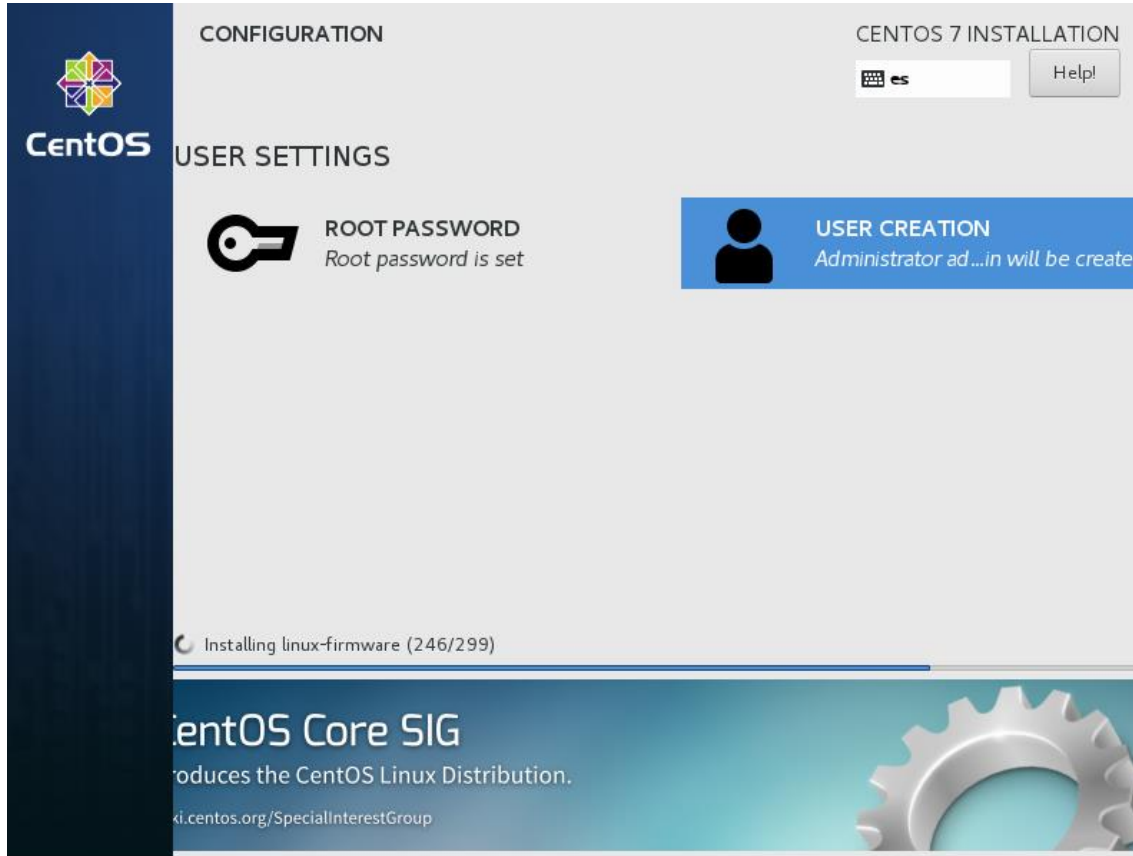 CONFIGURATION
CENTOS 7 INSTALLATION
es
Help!
CentOS
USER SETTINGS
ROOT PASSWORD
Root password is set
USER CREATION
Administrator ad...in will be create
Installing linux-firmware (246/299)
entOS Core SIG
roduces the CentOS Linux Distribution.
ki.centos.org/SpecialInterestGroup